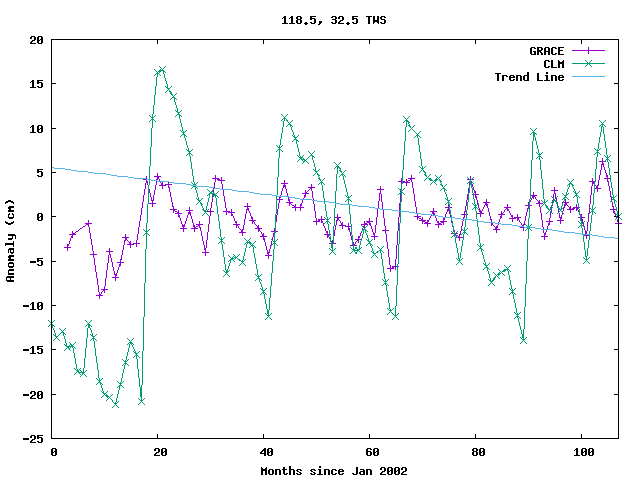 118.5, 32.5 TWS
GRACE
CLM
Trend Line
20
15
10
5
0
-5
-10
-15
-20
-25
Anomaly (cm)
0 20 40 60 80 100
Months since Jan 2002